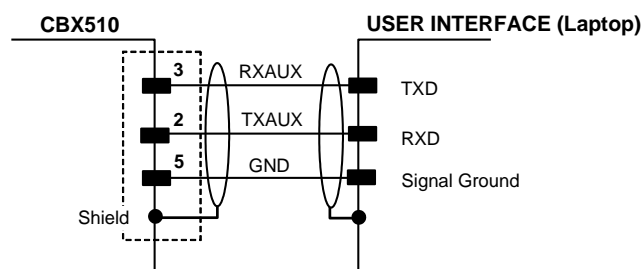 CBX510
USER INTERFACE (Laptop)
3
RXAUX
TXD
2
TXAUX
RXD
5
GND
Signal Ground
Shield